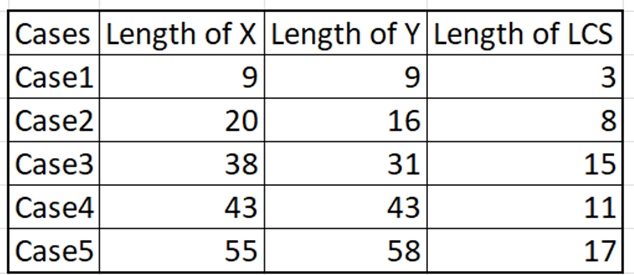 Cases Length of X Length of Y Length of LCS
Case1 9 9 3
Case2 20 16 8
Case3 38 31 15
Case4 43 43 11
Case5 55 58 17